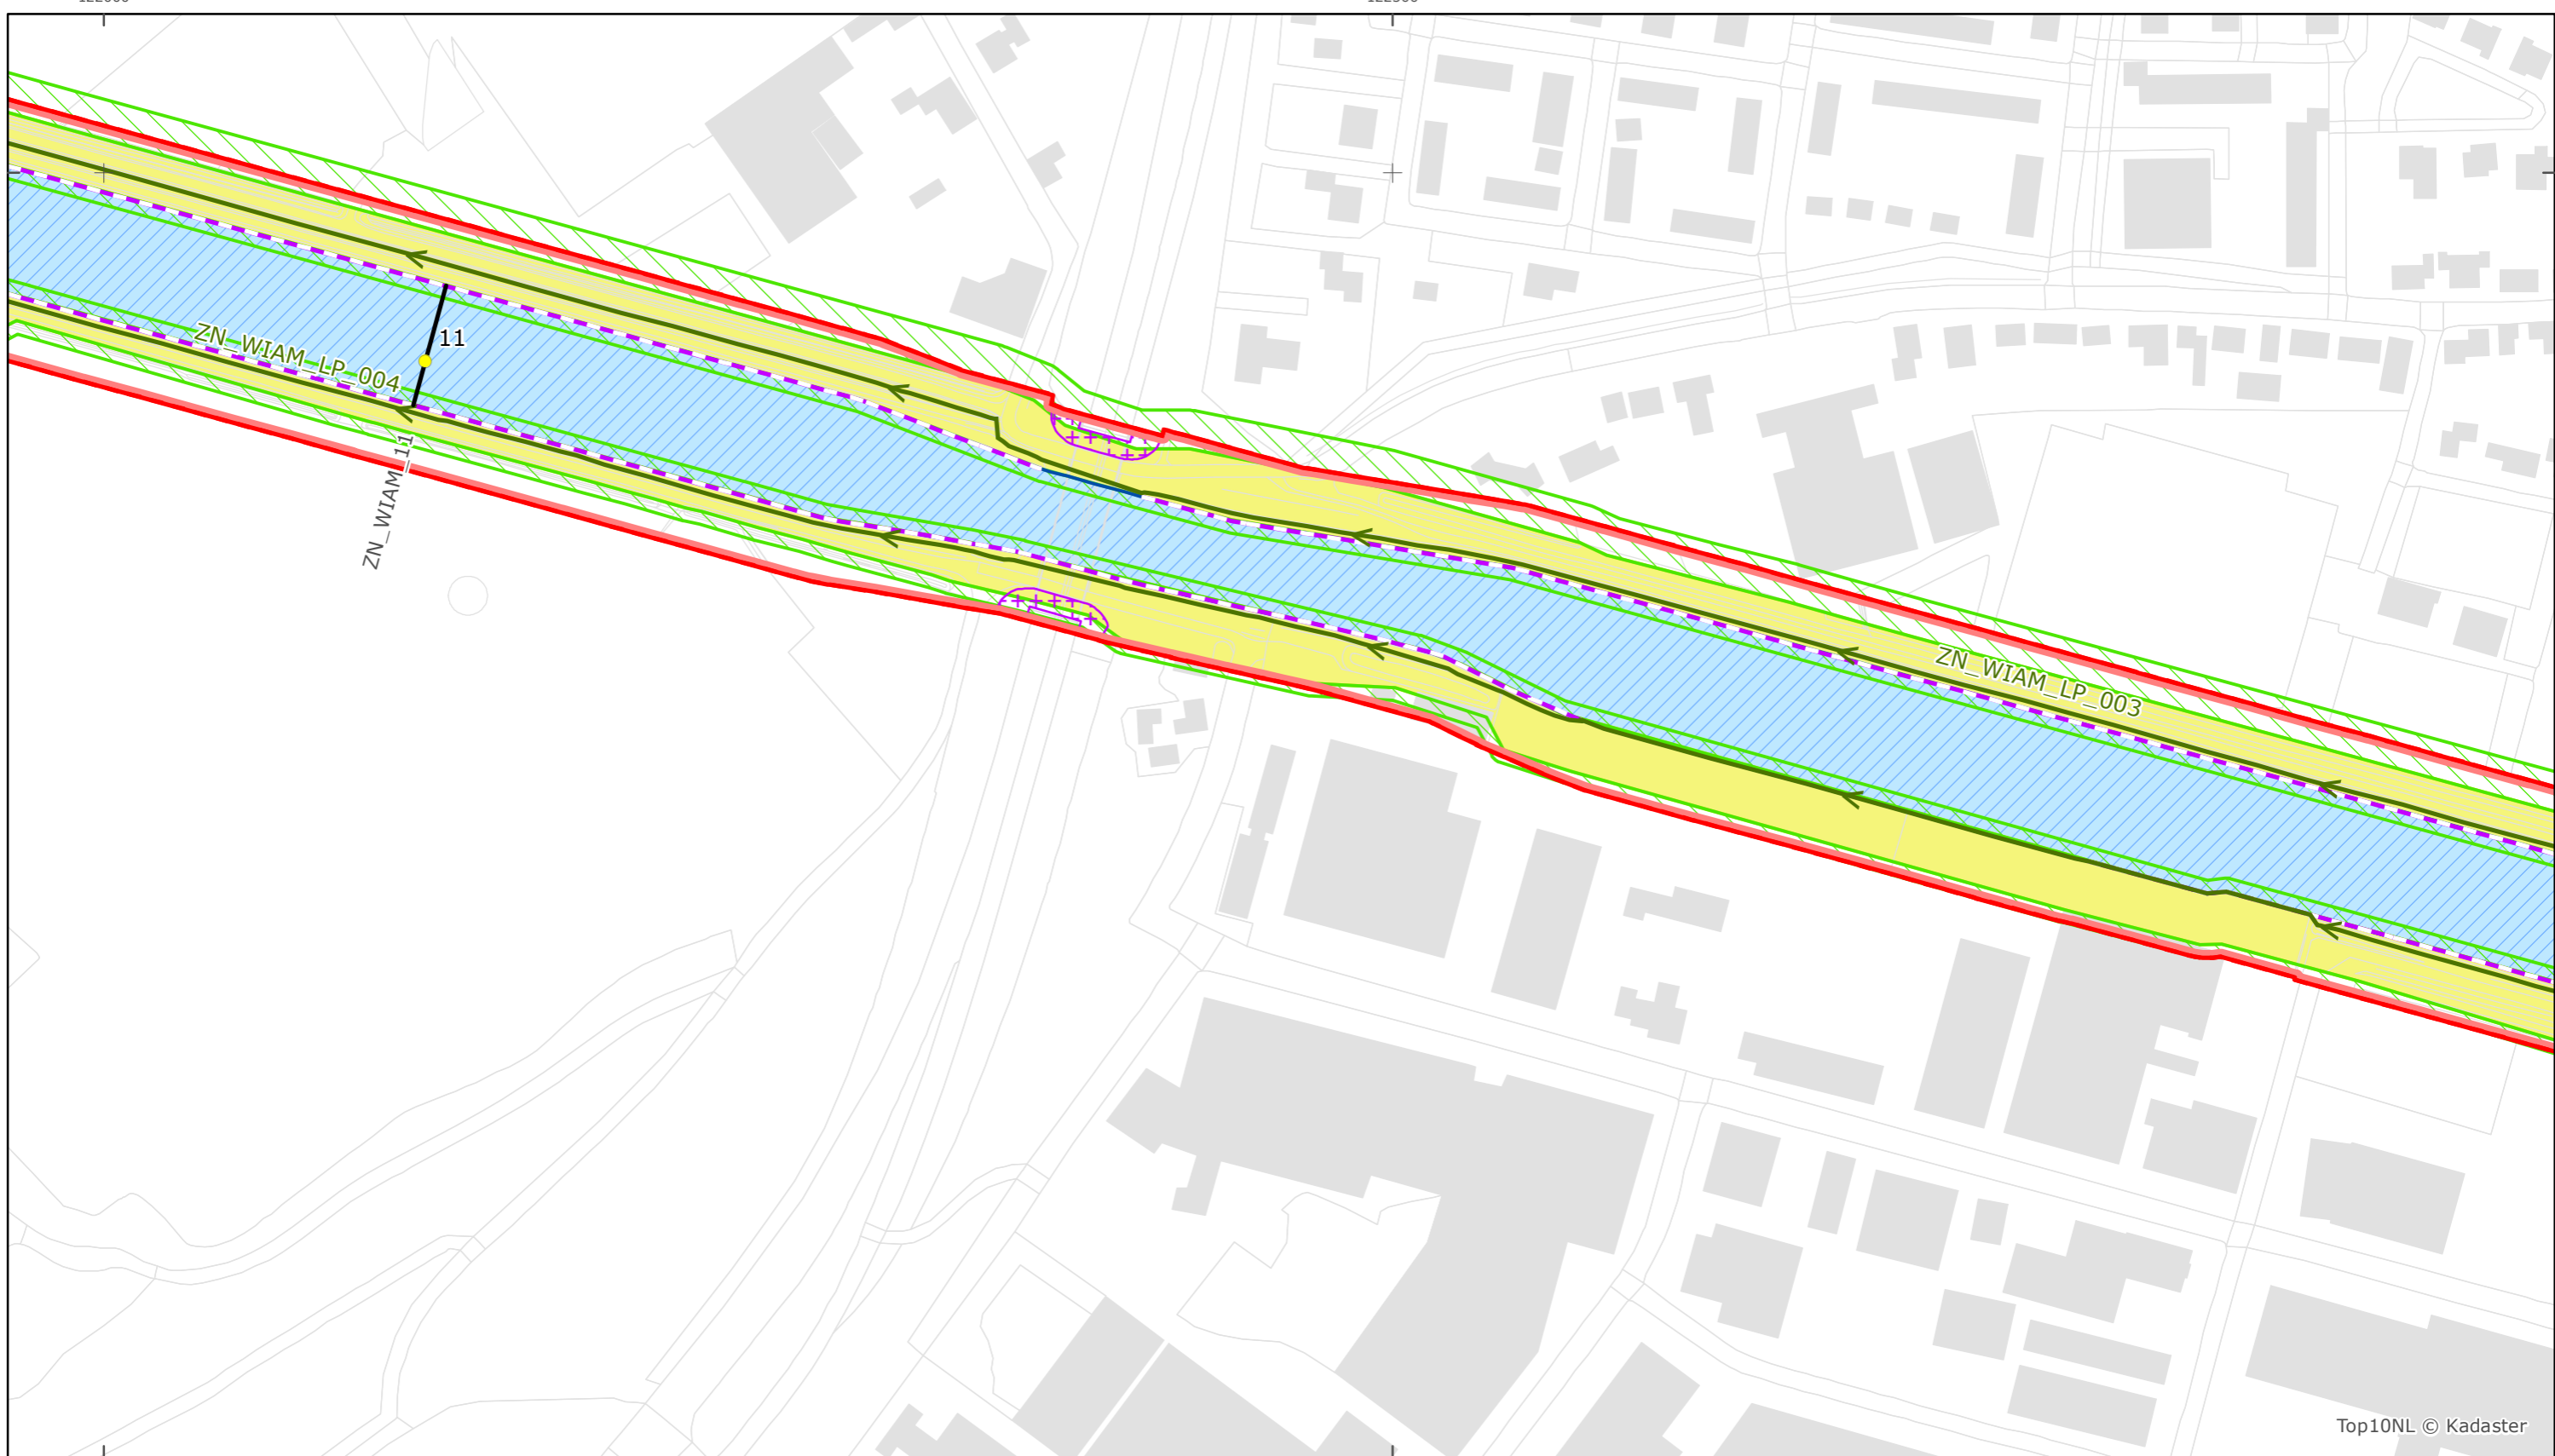 11
ZN_WIAM_LP_004
ZN_WIAM_11
ZN_WIAM_LP_003
Top10NL © Kadaster